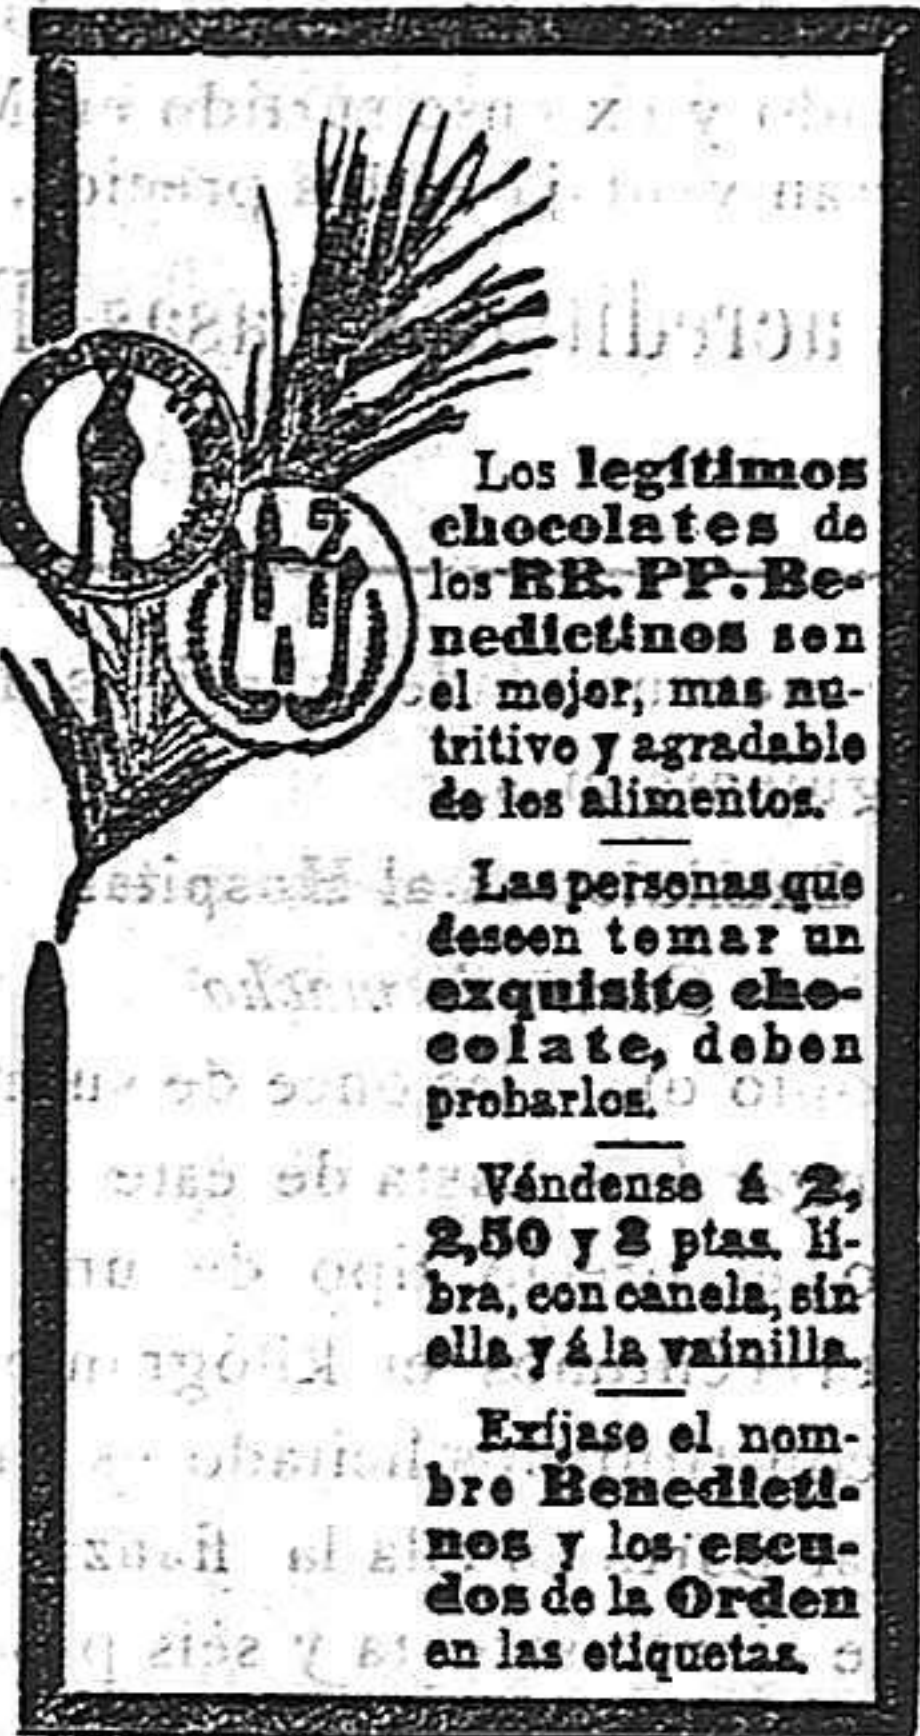 Los legítimos
chocolates de
los RR. PP. Be-
nedictinos son
el mejor, mas nu-
tritivo y agradable
de los alimentos.
Las personas que
deseen tomar un
exquisito cho-
colate, deben
probarlos.
Véndense á 2,
2,50 y 3 ptas. li-
bra, con canela, sin
ella y á la vainilla.
Exíjase el nom-
bre Benedicti-
nos y los escu-
dos de la Orden
en las etiquetas.